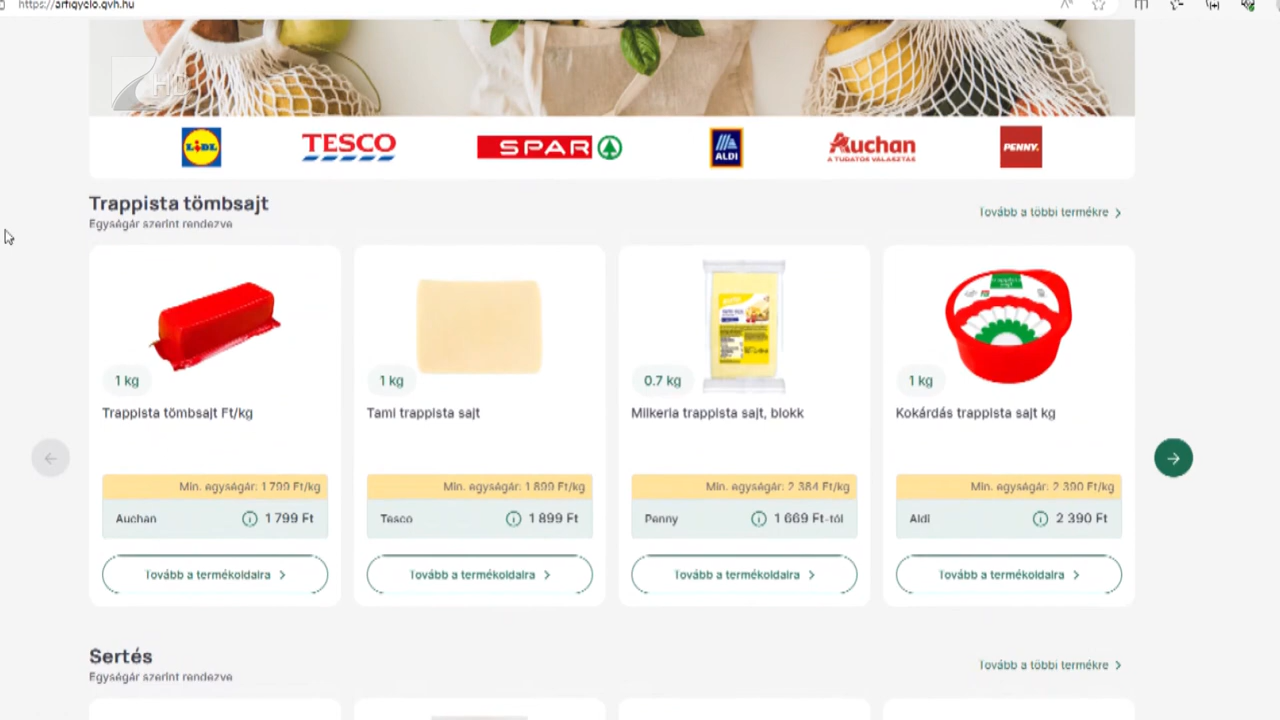 https://arfigyelo.gvh.hu
HD
LIDL
TESCO
SPAR
ALDI
Auchan
A TUDATOS VÁLASZTÁS
PENNY.
Trappista tömbsajt
Egységár szerint rendezve
Tovább a többi termékre
1 kg
1 kg
0.7 kg
1 kg
Trappista tömbsajt Ft/kg
Tami trappista sajt
Milkeria trappista sajt, blokk
Kokárdás trappista sajt kg
Min. egységár: 1 799 Ft/kg
Min. egységár: 1 899 Ft/kg
Min. egységár: 2 384 Ft/kg
Min. egységár: 2 390 Ft/kg
Auchan 1 799 Ft
Tesco 1 899 Ft
Penny 1 669 Ft-tól
Aldi 2 390 Ft
Tovább a termékoldalra
Tovább a termékoldalra
Tovább a termékoldalra
Tovább a termékoldalra
Sertés
Egységár szerint rendezve
Tovább a többi termékre